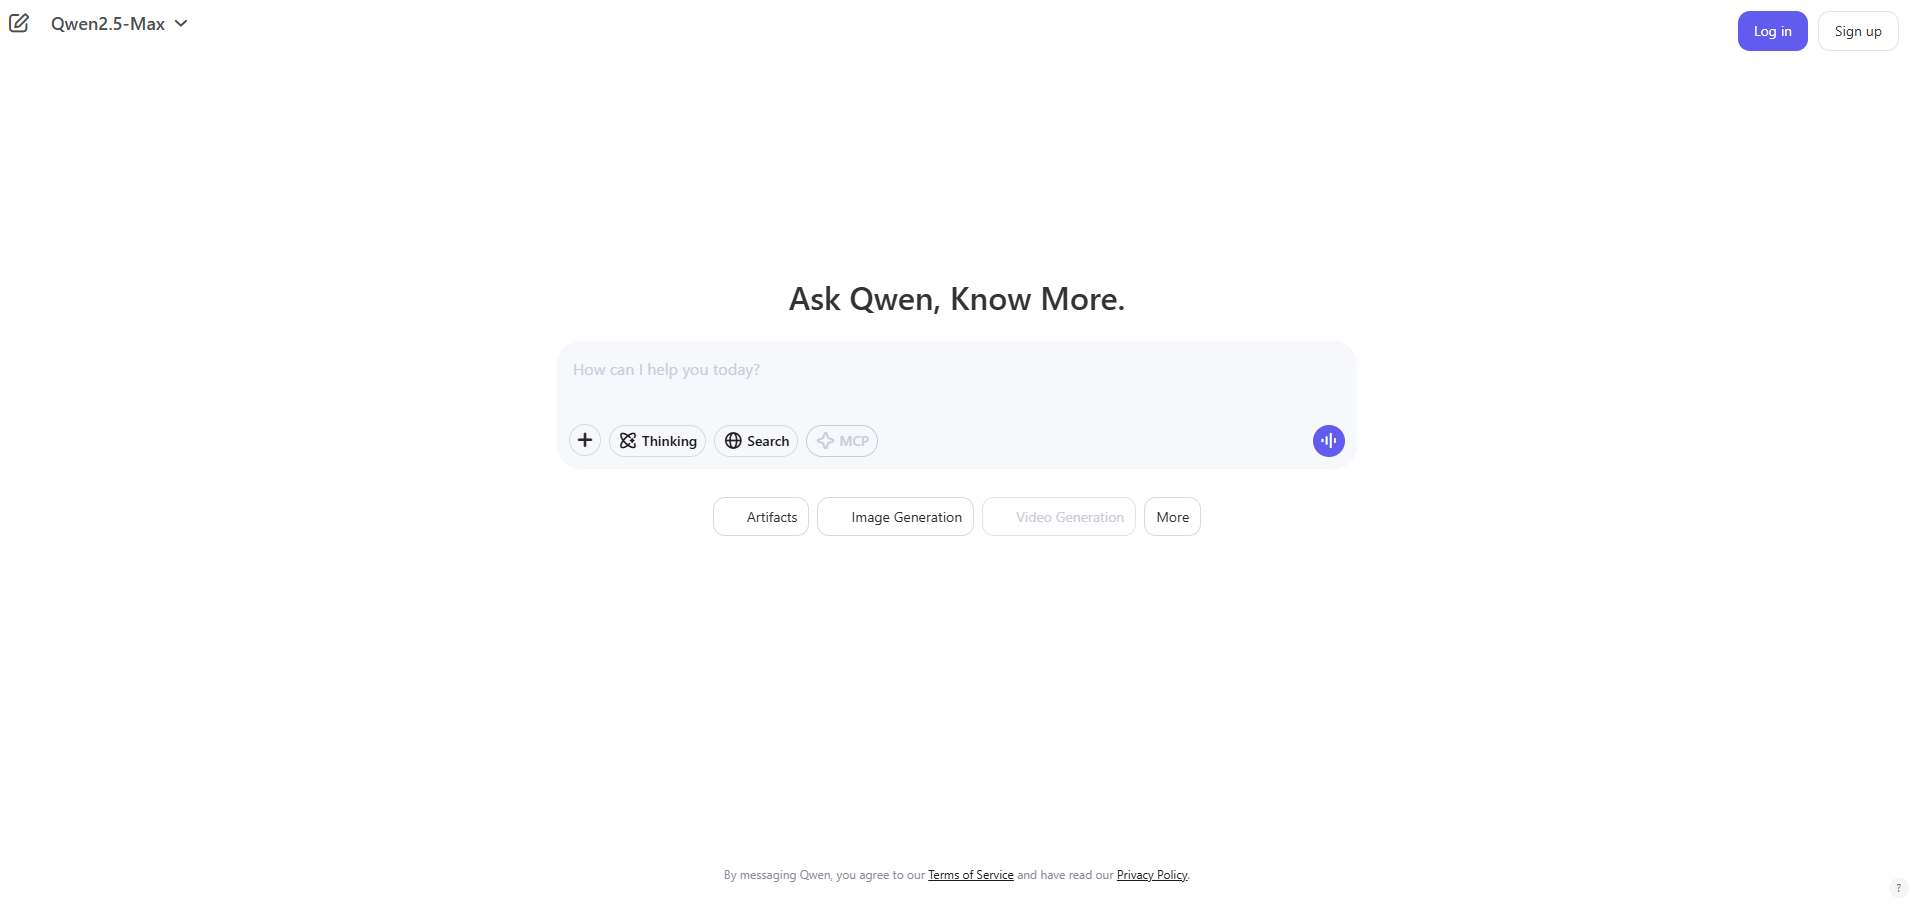 Qwen2.5-Max
Log in
Sign up
Ask Qwen, Know More.
How can I help you today?
Thinking
Search
MCP
Artifacts
Image Generation
Video Generation
More
By messaging Qwen, you agree to our Terms of Service and have read our Privacy Policy.
?